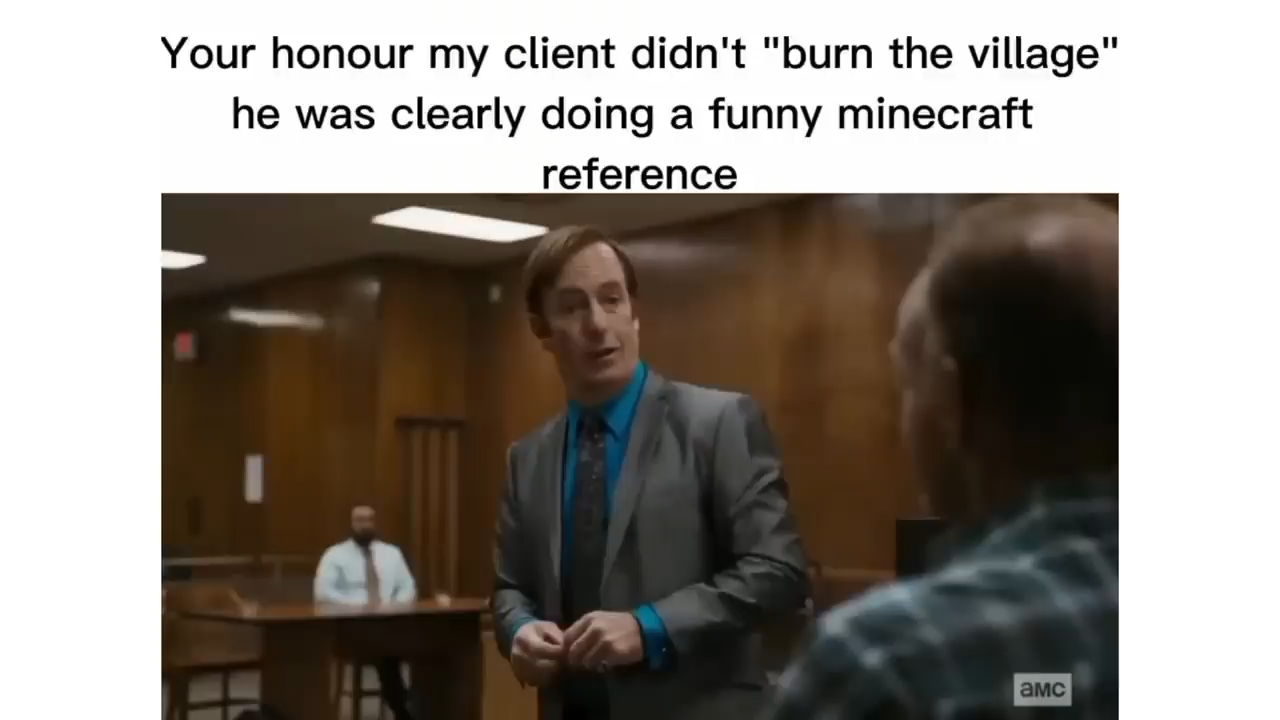 Your honour my client didn't "burn the village"
he was clearly doing a funny minecraft
reference
aMC